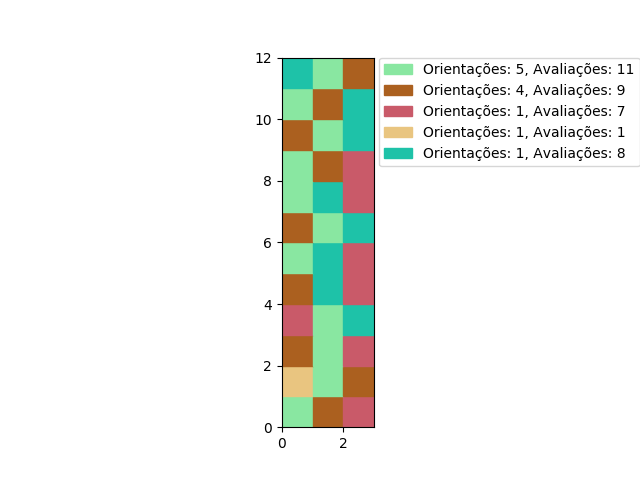 12
10
8
6
4
2
0
0 2
Orientações: 5, Avaliações: 11
Orientações: 4, Avaliações: 9
Orientações: 1, Avaliações: 7
Orientações: 1, Avaliações: 1
Orientações: 1, Avaliações: 8